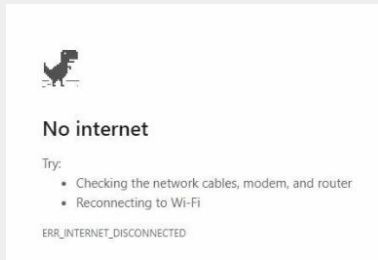 No internet
Try:
• Checking the network cables, modem, and router
• Reconnecting to Wi-Fi
ERR_INTERNET_DISCONNECTED